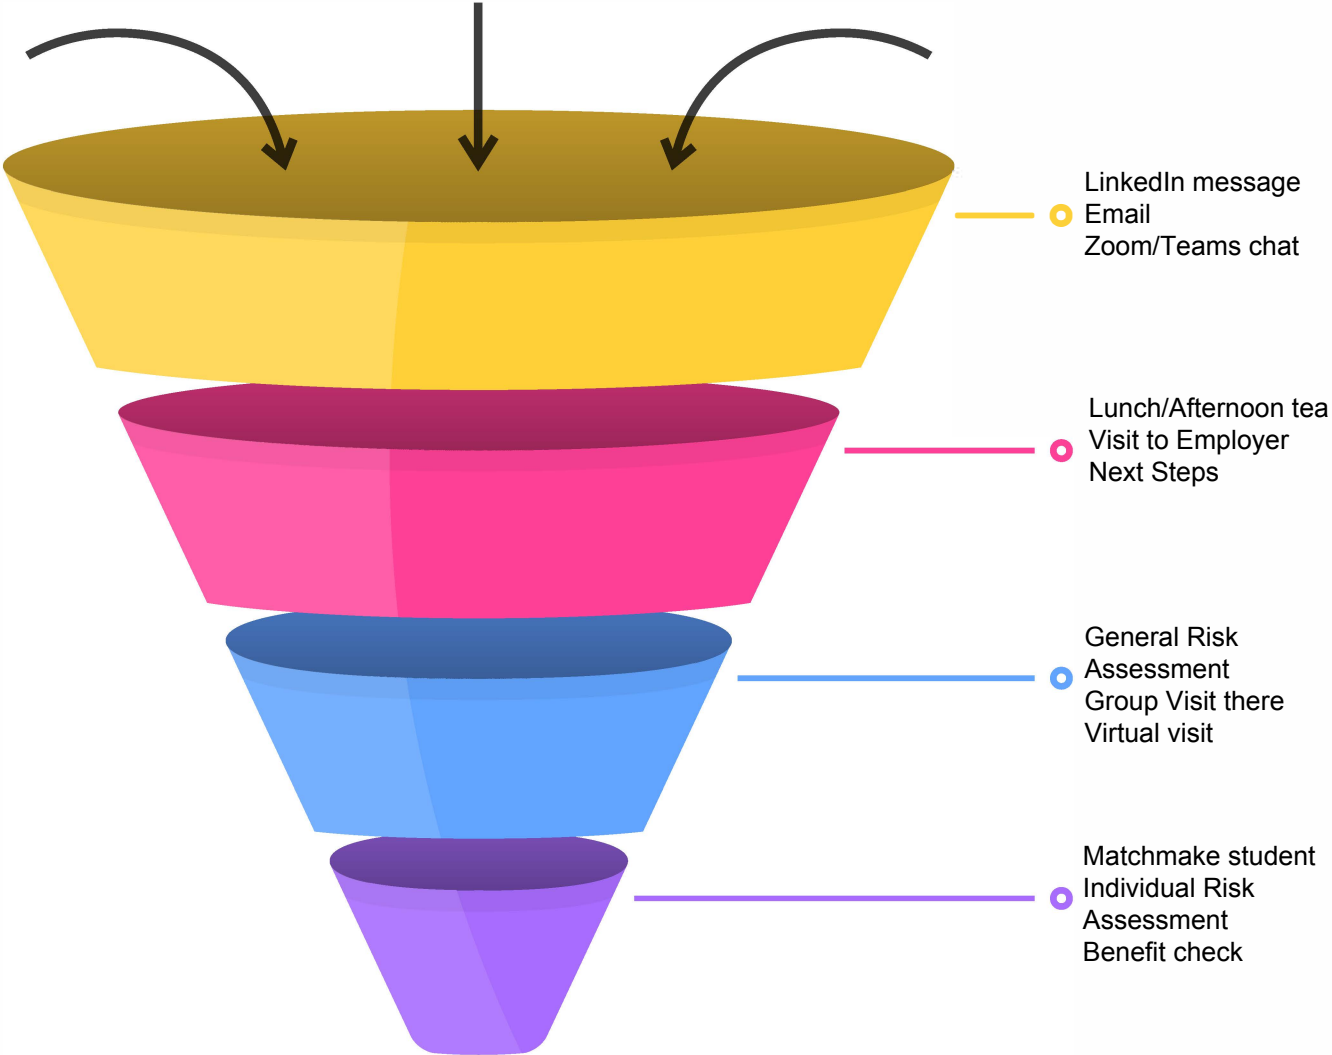 LinkedIn message
Email
Zoom/Teams chat
Lunch/Afternoon tea
Visit to Employer
Next Steps
General Risk
Assessment
Group Visit there
Virtual visit
Matchmake student
Individual Risk
Assessment
Benefit check